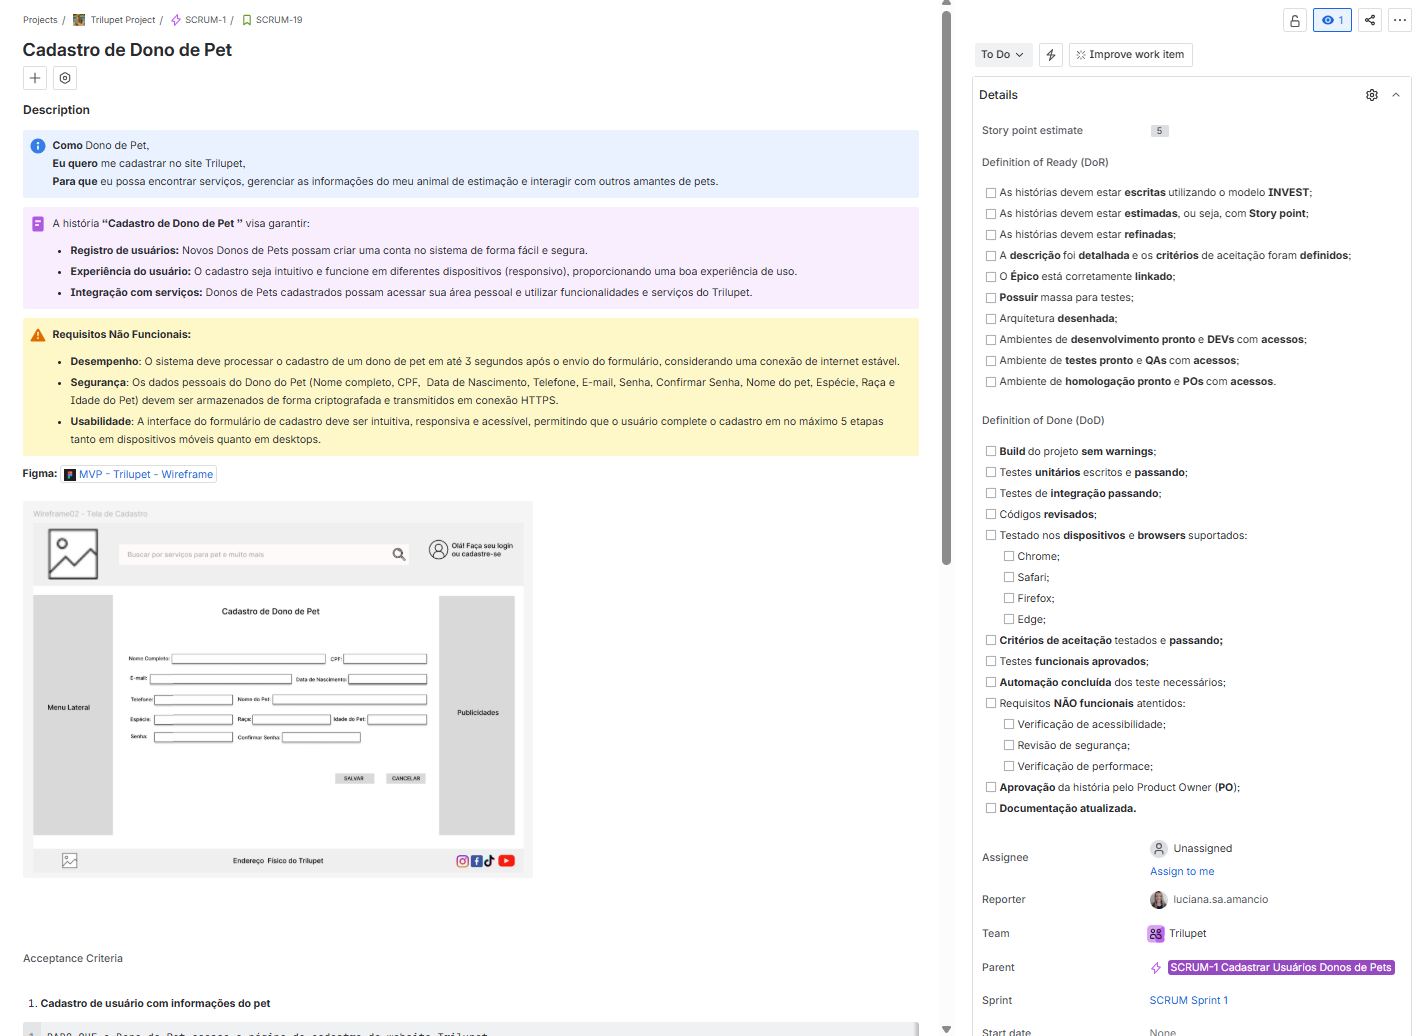 Projects / Trilupet Project / SCRUM-1 / SCRUM-19
Cadastro de Dono de Pet
Description
Como Dono de Pet,
Eu quero me cadastrar no site Trilupet,
Para que eu possa encontrar serviços, gerenciar as informações do meu animal de estimação e interagir com outros amantes de pets.
A história “Cadastro de Dono de Pet ” visa garantir:
• Registro de usuários: Novos Donos de Pets possam criar uma conta no sistema de forma fácil e segura.
• Experiência do usuário: O cadastro seja intuitivo e funcione em diferentes dispositivos (responsivo), proporcionando uma boa experiência de uso.
• Integração com serviços: Donos de Pets cadastrados possam acessar sua área pessoal e utilizar funcionalidades e serviços do Trilupet.
Requisitos Não Funcionais:
• Desempenho: O sistema deve processar o cadastro de um dono de pet em até 3 segundos após o envio do formulário, considerando uma conexão de internet estável.
• Segurança: Os dados pessoais do Dono do Pet (Nome completo, CPF, Data de Nascimento, Telefone, E-mail, Senha, Confirmar Senha, Nome do pet, Espécie, Raça e
Idade do Pet) devem ser armazenados de forma criptografada e transmitidos em conexão HTTPS.
• Usabilidade: A interface do formulário de cadastro deve ser intuitiva, responsiva e acessível, permitindo que o usuário complete o cadastro em no máximo 5 etapas
tanto em dispositivos móveis quanto em desktops.
Figma: MVP - Trilupet - Wireframe
Wireframe02 - Tela de Cadastro
Buscar por serviços para pet e muito mais
Olá! Faça seu login
ou cadastre-se
Cadastro de Dono de Pet
Nome Completo: CPF:
E-mail: Data de Nascimento:
Telefone: Nome do Pet:
Espécie: Raça: Idade do Pet:
Senha: Confirmar Senha:
Menu Lateral
Publicidades
SALVAR CANCELAR
Endereço Físico do Trilupet
Acceptance Criteria
1. Cadastro de usuário com informações do pet
1 DADO QUE o Dono do Pet acesse a página de cadastro do website Trilupet
1
To Do
Improve work item
Details
Story point estimate 5
Definition of Ready (DoR)
As histórias devem estar escritas utilizando o modelo INVEST;
As histórias devem estar estimadas, ou seja, com Story point;
As histórias devem estar refinadas;
A descrição foi detalhada e os critérios de aceitação foram definidos;
O Épico está corretamente linkado;
Possuir massa para testes;
Arquitetura desenhada;
Ambientes de desenvolvimento pronto e DEVs com acessos;
Ambiente de testes pronto e QAs com acessos;
Ambiente de homologação pronto e POs com acessos.
Definition of Done (DoD)
Build do projeto sem warnings;
Testes unitários escritos e passando;
Testes de integração passando;
Códigos revisados;
Testado nos dispositivos e browsers suportados:
Chrome;
Safari;
Firefox;
Edge;
Critérios de aceitação testados e passando;
Testes funcionais aprovados;
Automação concluída dos teste necessários;
Requisitos NÃO funcionais atentidos:
Verificação de acessibilidade;
Revisão de segurança;
Verificação de performace;
Aprovação da história pelo Product Owner (PO);
Documentação atualizada.
Assignee Unassigned
Assign to me
Reporter luciana.sa.amancio
Team Trilupet
Parent SCRUM-1 Cadastrar Usuários Donos de Pets
Sprint SCRUM Sprint 1
Start date None